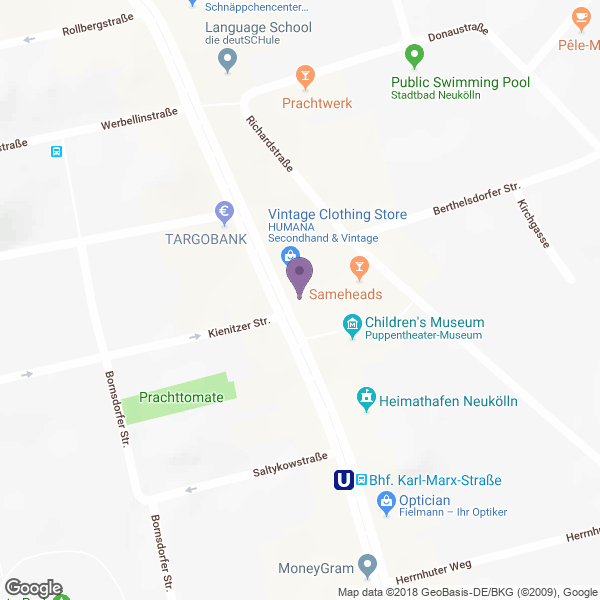 Schnäppchencenter...
Rollbergstraße
Language School
die deutSCHule
Donaustraße
Pêle-M
Public Swimming Pool
Stadtbad Neukölln
Prachtwerk
Werbellinstraße
straße
Richardstraße
Berthelsdorfer Str.
Kirchgasse
Vintage Clothing Store
HUMANA
Secondhand & Vintage
€
TARGOBANK
Sameheads
Children's Museum
Puppentheater-Museum
Kienitzer Str.
Bornsdorfer Str.
Prachttomate
Heimathafen Neukölln
Saltykowstraße
U
Bhf. Karl-Marx-Straße
Optician
Fielmann – Ihr Optiker
Bornsdorfer Str.
MoneyGram
Herrnhuter Weg
Herrnh
Google
Map data ©2018 GeoBasis-DE/BKG (©2009), Google